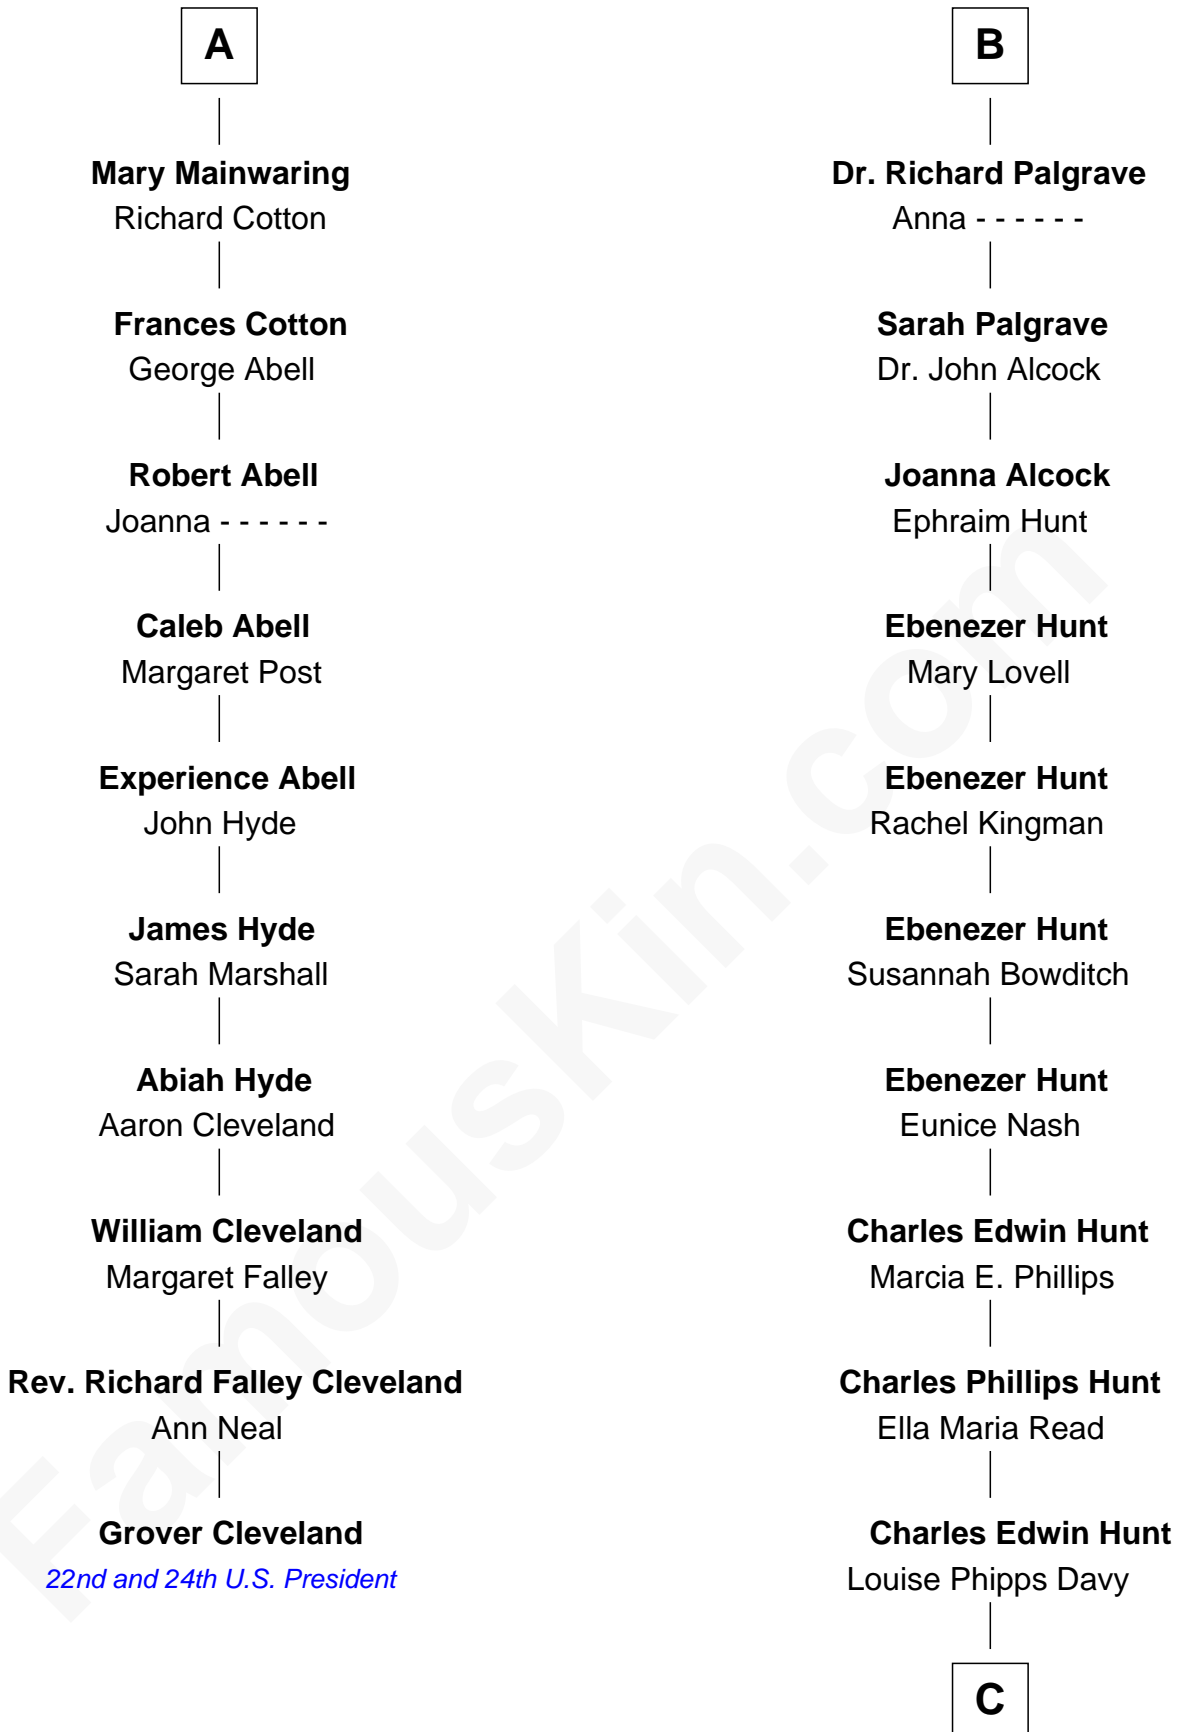 A
Mary Mainwaring
Richard Cotton
Frances Cotton
George Abell
Robert Abell
Joanna - - - - - -
Caleb Abell
Margaret Post
Experience Abell
John Hyde
James Hyde
Sarah Marshall
Abiah Hyde
Aaron Cleveland
William Cleveland
Margaret Falley
Rev. Richard Falley Cleveland
Ann Neal
Grover Cleveland
22nd and 24th U.S. President
B
Dr. Richard Palgrave
Anna - - - - - -
Sarah Palgrave
Dr. John Alcock
Joanna Alcock
Ephraim Hunt
Ebenezer Hunt
Mary Lovell
Ebenezer Hunt
Rachel Kingman
Ebenezer Hunt
Susannah Bowditch
Ebenezer Hunt
Eunice Nash
Charles Edwin Hunt
Marcia E. Phillips
Charles Phillips Hunt
Ella Maria Read
Charles Edwin Hunt
Louise Phipps Davy
C
FamousKin.com